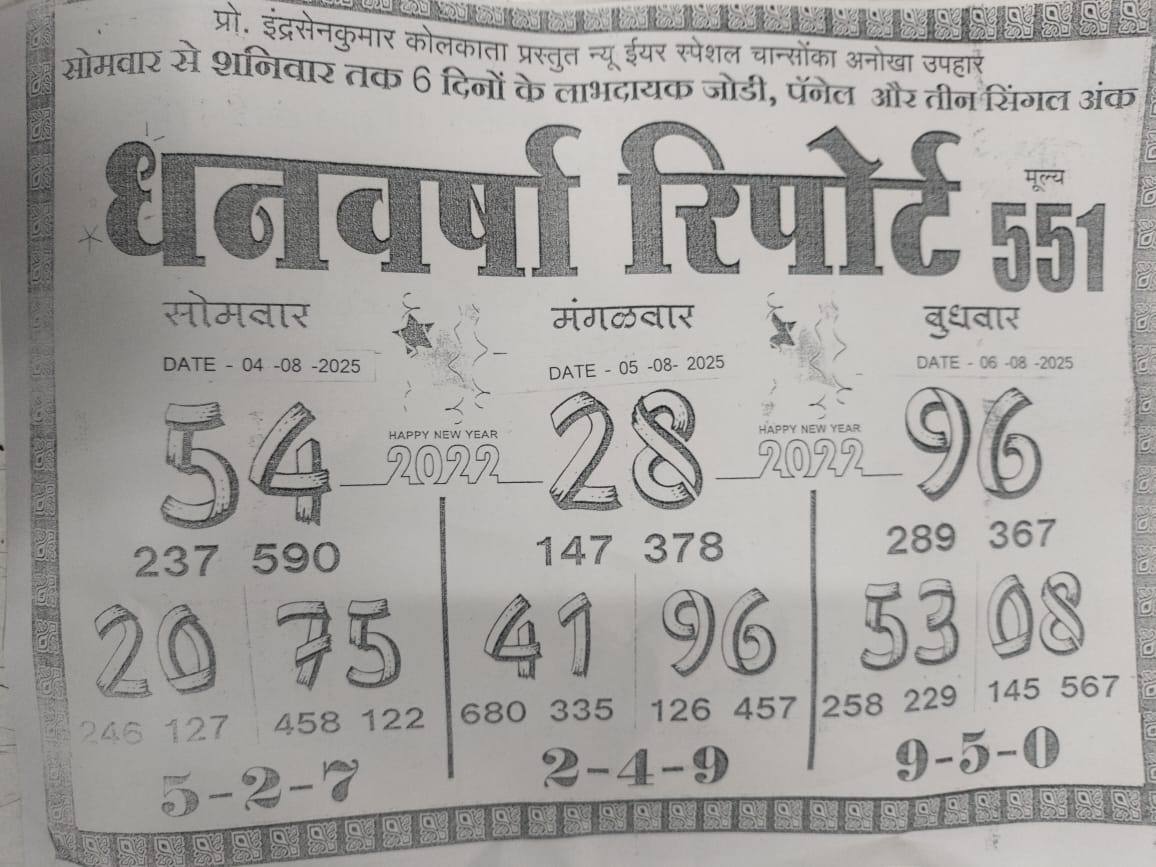 प्रो. इंद्रसेनकुमार कोलकाता प्रस्तुत न्यू ईयर स्पेशल चान्सोंका अनोखा उपहार
सोमवार से शनिवार तक 6 दिनों के लाभदायक जोडी, पॅनेल और तीन सिंगल अंक
धनवर्षा रिपोर्ट
मूल्य
551
सोमवार मंगळवार बुधवार
DATE - 04 -08 -2025 DATE - 05 -08- 2025 DATE - 06 -08 -2025
54 28 96
HAPPY NEW YEAR HAPPY NEW YEAR
2022 2022
237 590 147 378 289 367
20 75 41 96 53 08
246 127 458 122 680 335 126 457 258 229 145 567
5-2-7 2-4-9 9-5-0